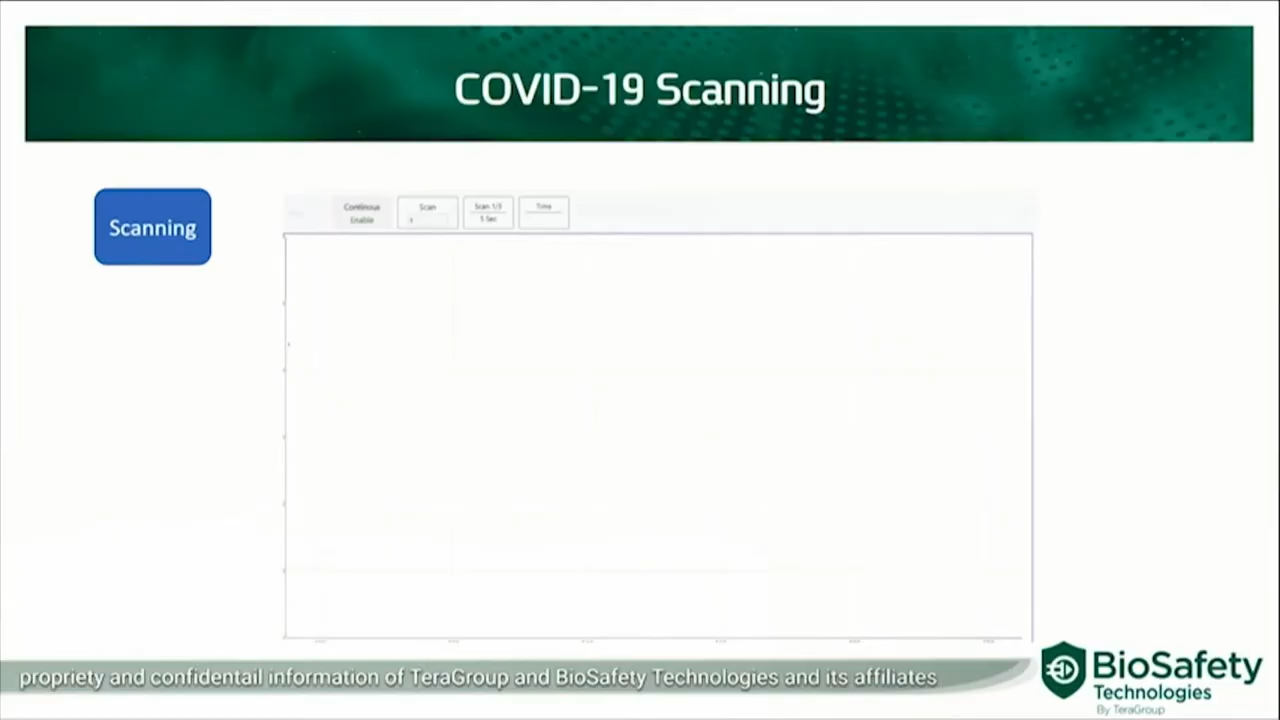 COVID-19 Scanning
Scanning
Continous
Enable
Scan
1
Scan 1/3
5 Sec
Time
propriety and confidentail information of TeraGroup and BioSafety Technologies and its affiliates
BioSafety
Technologies
By TeraGroup